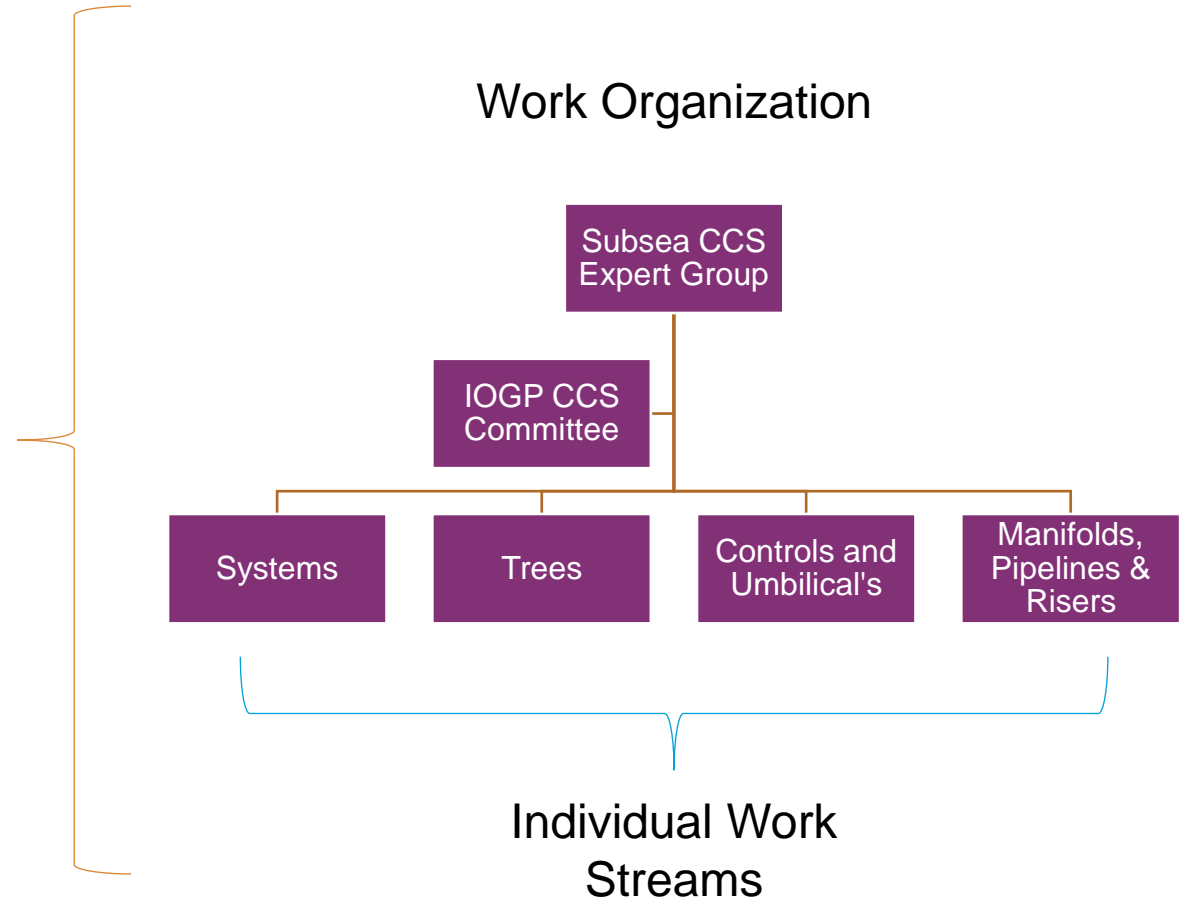 Work Organization
Subsea CCS
Expert Group
IOGP CCS
Committee
Systems
Trees
Controls and
Umbilical's
Manifolds,
Pipelines &
Risers
Individual Work
Streams